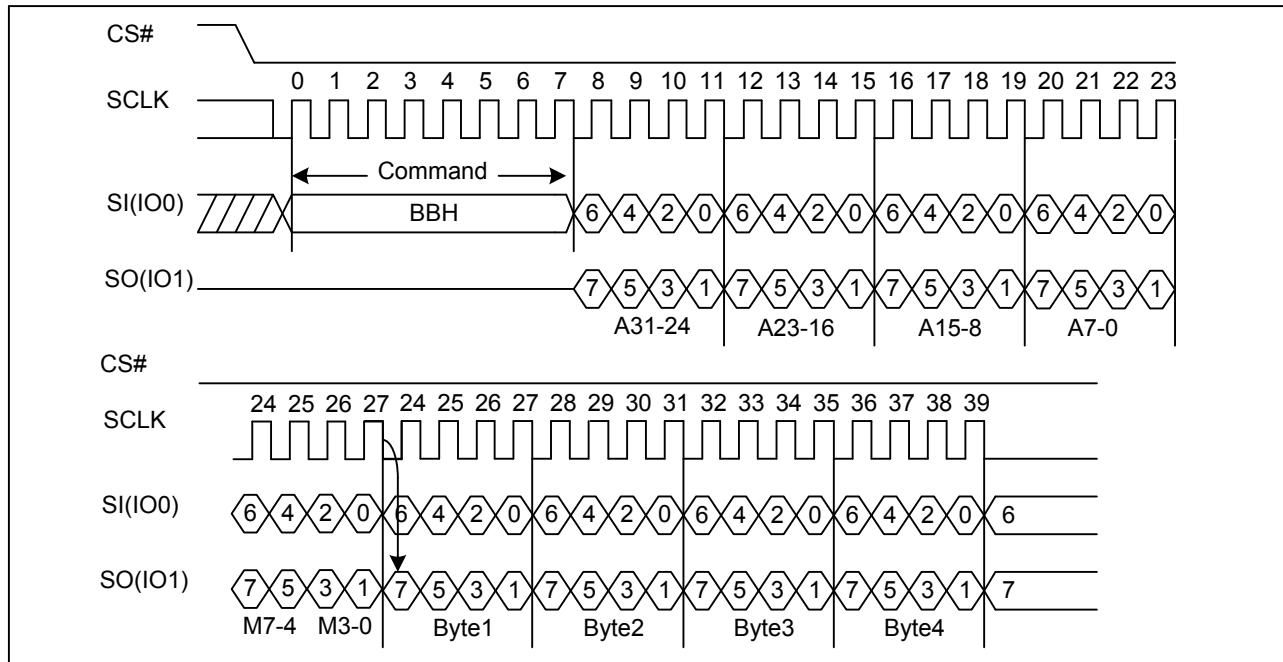 CS#
0 1 2 3 4 5 6 7 8 9 10 11 12 13 14 15 16 17 18 19 20 21 22 23
SCLK
Command
SI(IO0) BBH 6 4 2 0 6 4 2 0 6 4 2 0 6 4 2 0
SO(IO1) 7 5 3 1 7 5 3 1 7 5 3 1 7 5 3 1
A31-24 A23-16 A15-8 A7-0
CS#
24 25 26 27 24 25 26 27 28 29 30 31 32 33 34 35 36 37 38 39
SCLK
SI(IO0) 6 4 2 0 6 4 2 0 6 4 2 0 6 4 2 0 6 4 2 0 6
SO(IO1) 7 5 3 1 7 5 3 1 7 5 3 1 7 5 3 1 7 5 3 1 7
M7-4 M3-0 Byte1 Byte2 Byte3 Byte4